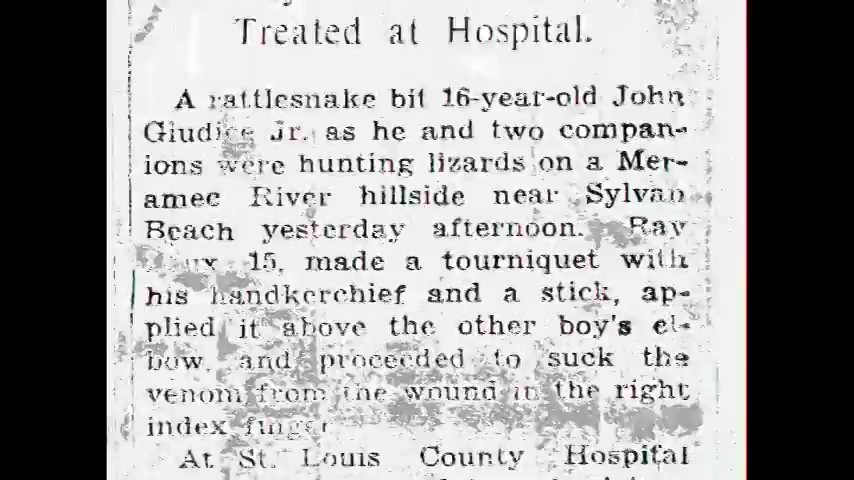 Treated at Hospital.
A rattlesnake bit 16-year-old John
Giudice Jr. as he and two compan-
ions were hunting lizards on a Mer-
amec River hillside near Sylvan
Beach yesterday afternoon. Ray
15, made a tourniquet with
his handkerchief and a stick, ap-
plied it above the other boy's el-
bow, and proceeded to suck the
venom from the wound in the right
index finger
At St. Louis County Hospital